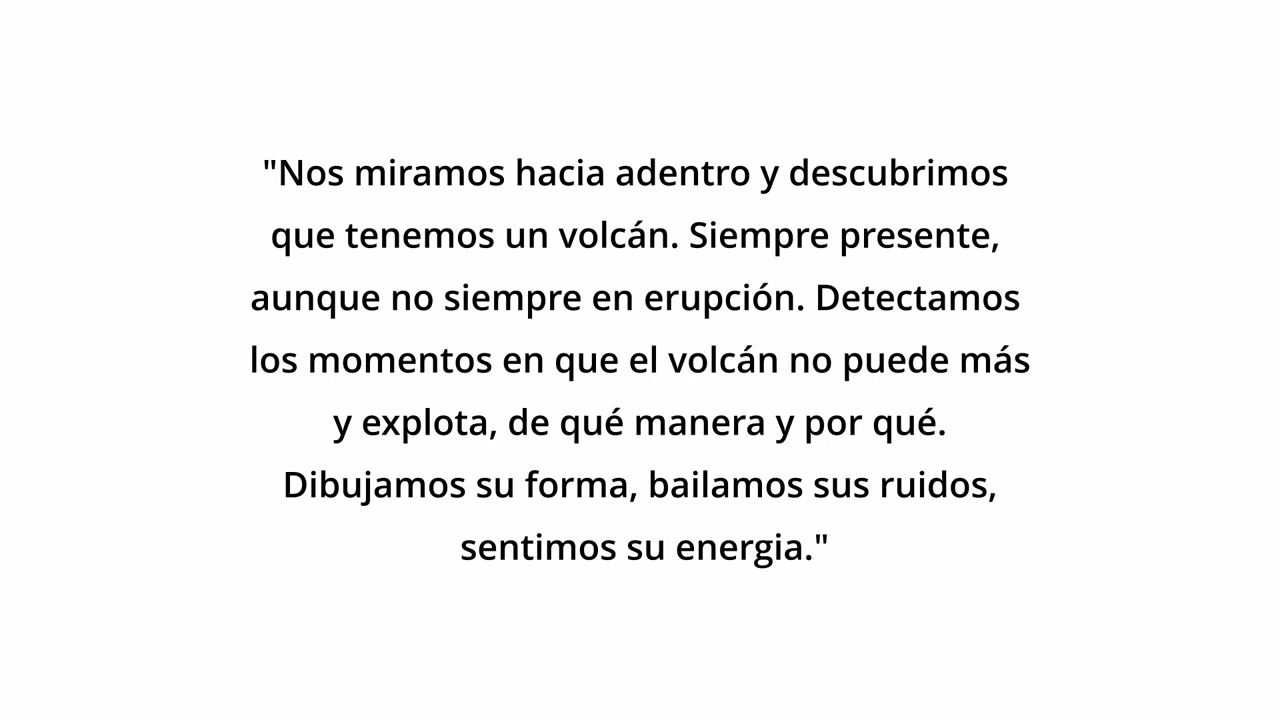 "Nos miramos hacia adentro y descubrimos
que tenemos un volcán. Siempre presente,
aunque no siempre en erupción. Detectamos
los momentos en que el volcán no puede más
y explota, de qué manera y por qué.
Dibujamos su forma, bailamos sus ruidos,
sentimos su energia."